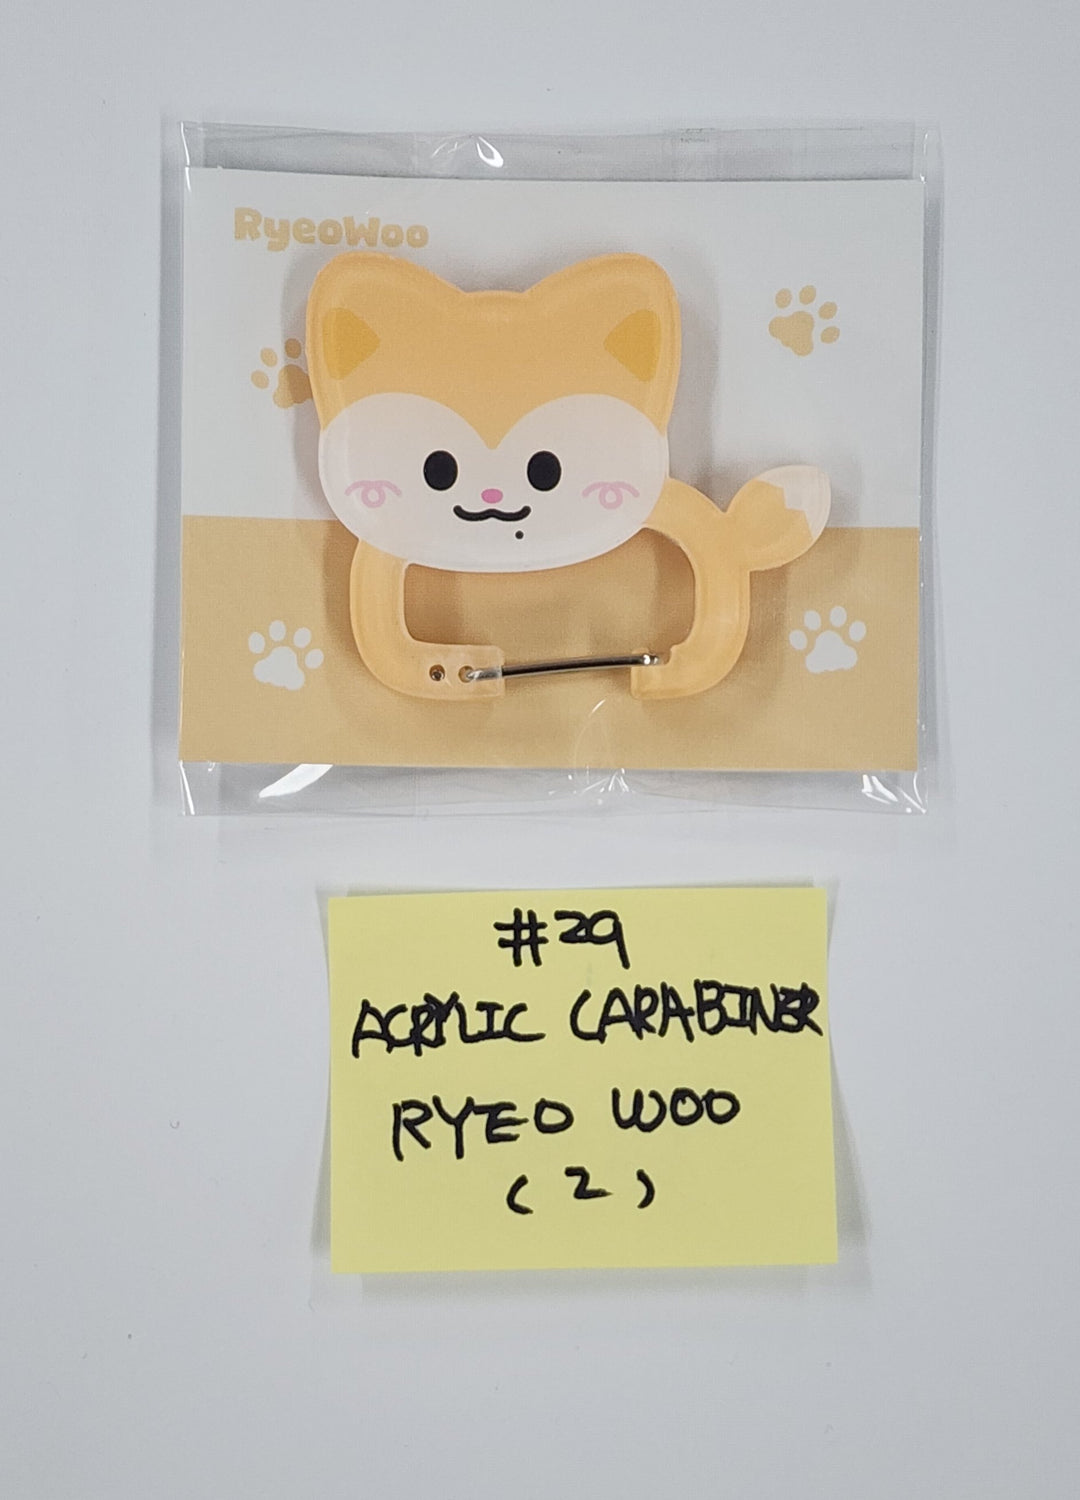 RyeoWoo
#29
ACRYLIC CARABINER
RYEO WOO
(2)